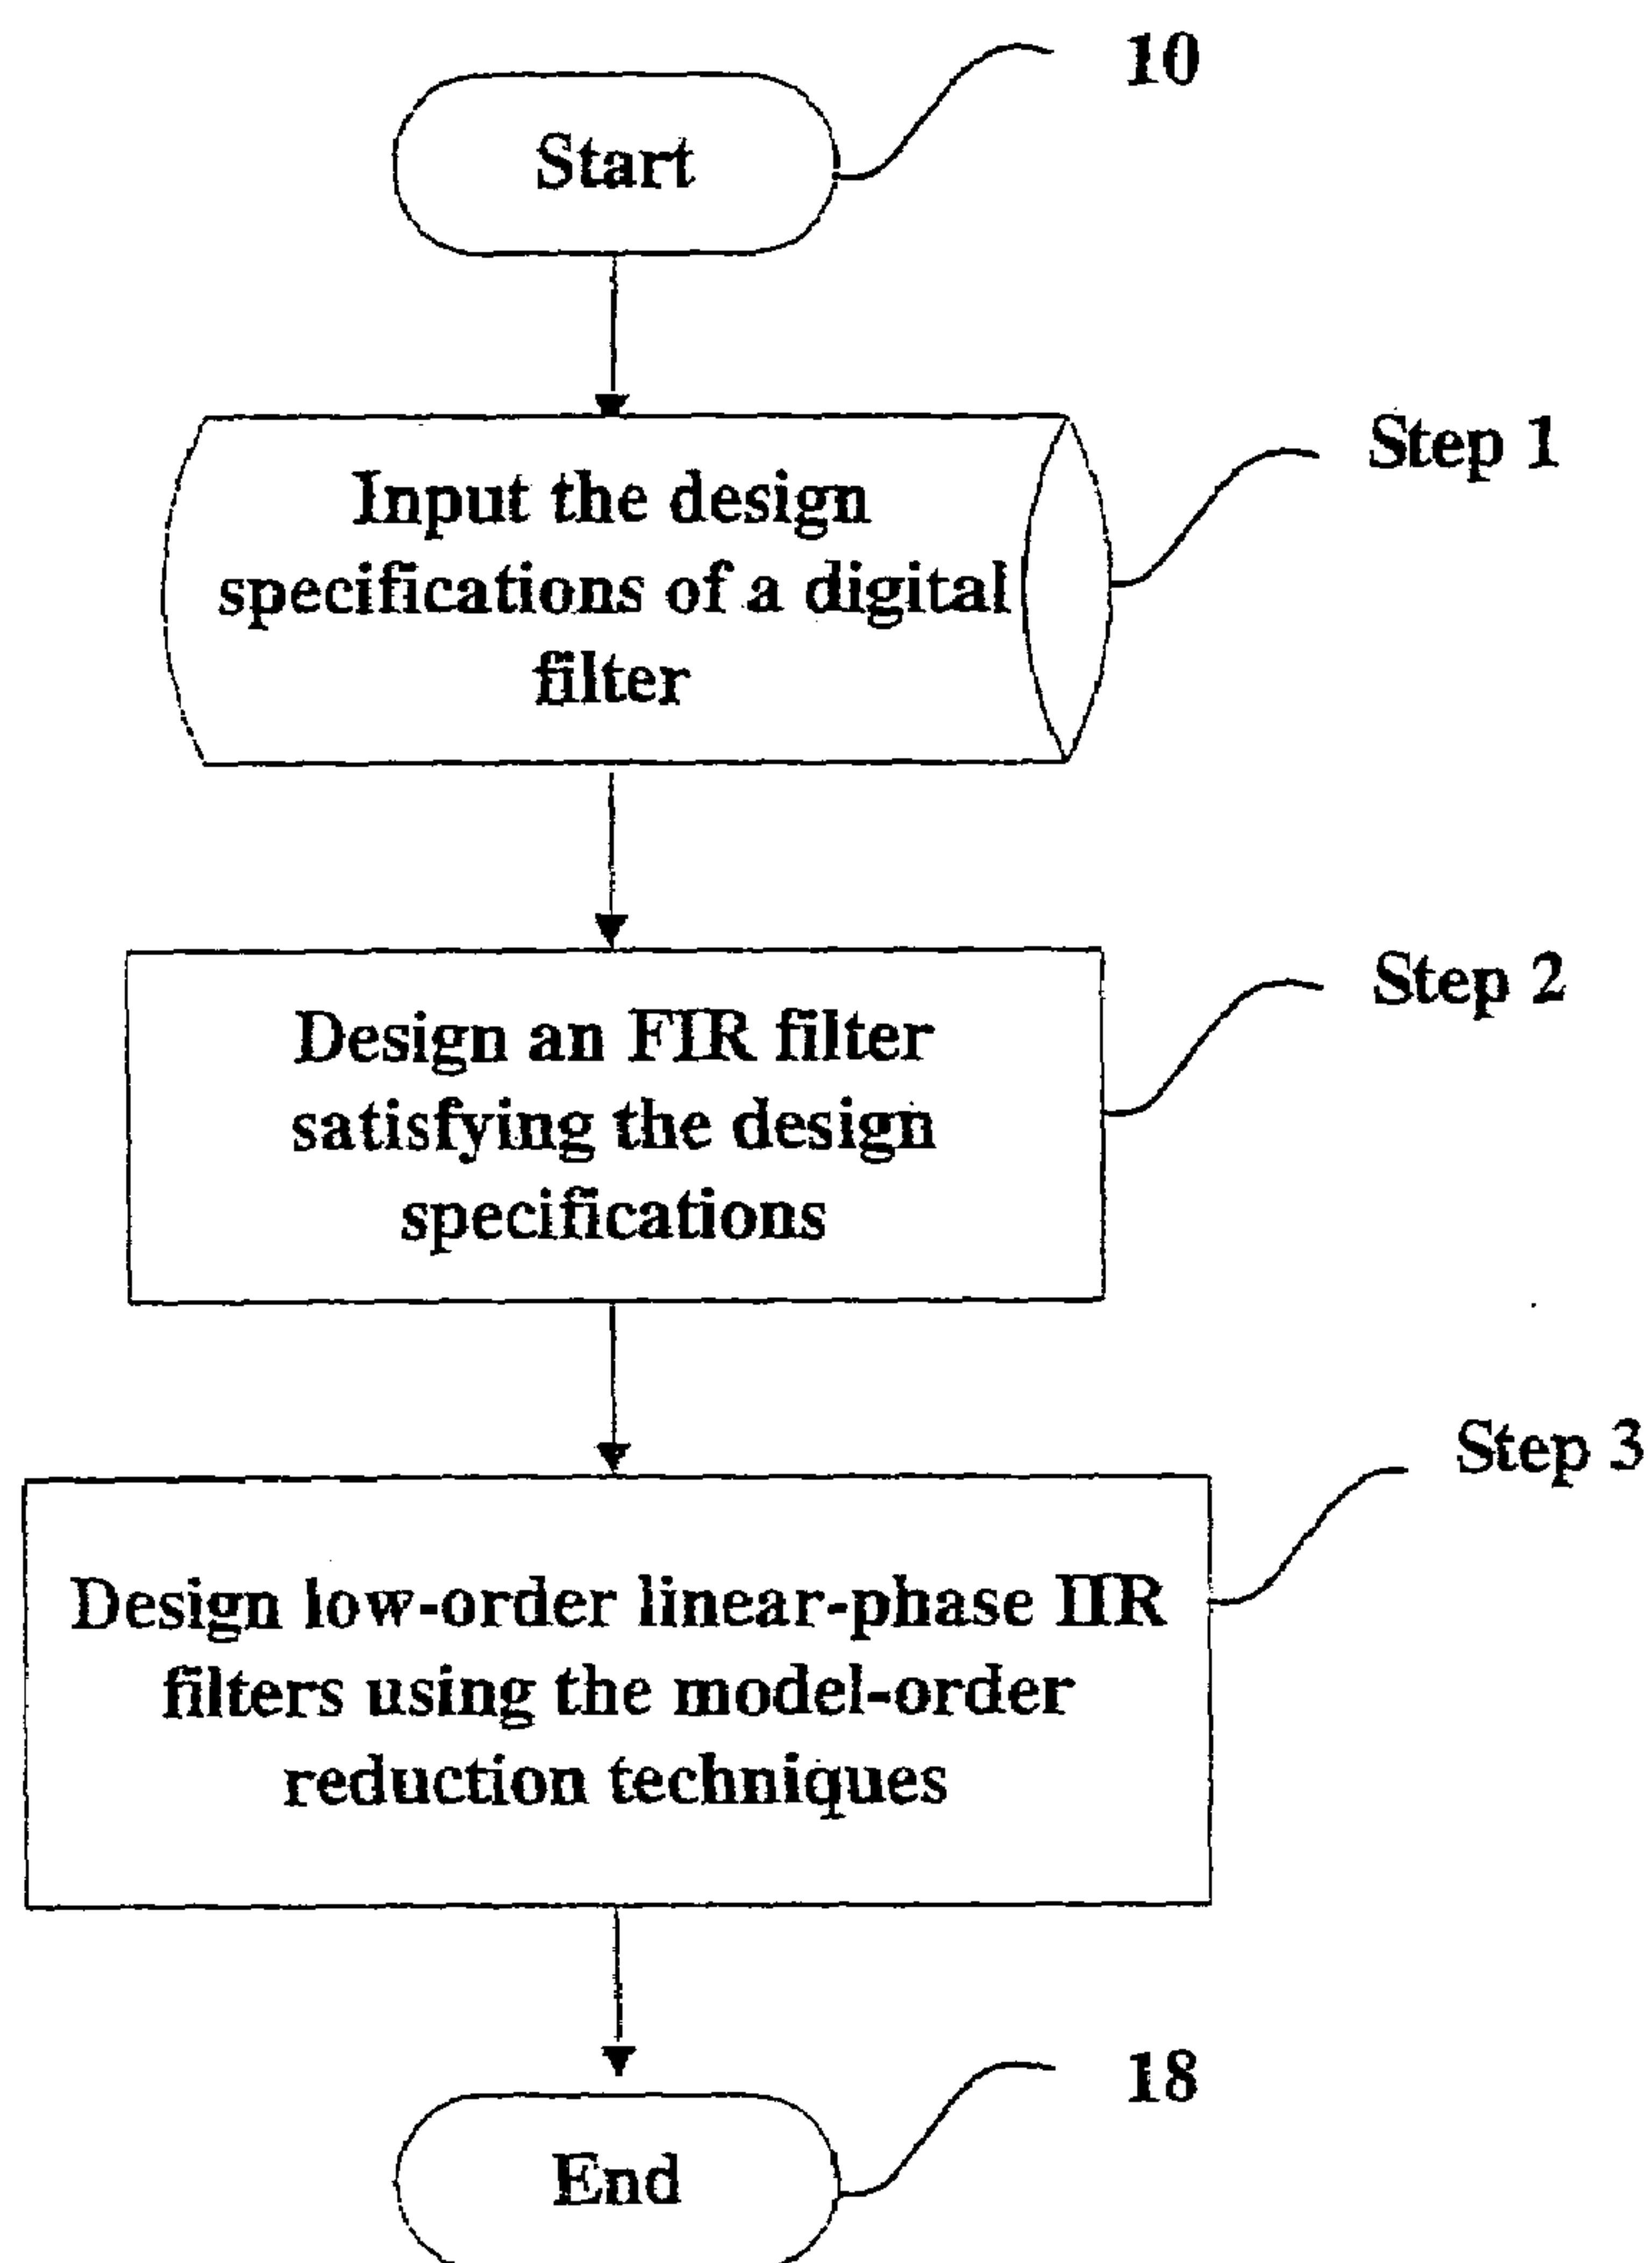 10
Start
Step 1
Input the design
specifications of a digital
filter
Step 2
Design an FIR filter
satisfying the design
specifications
Step 3
Design low-order linear-phase IIR
filters using the model-order
reduction techniques
18
End